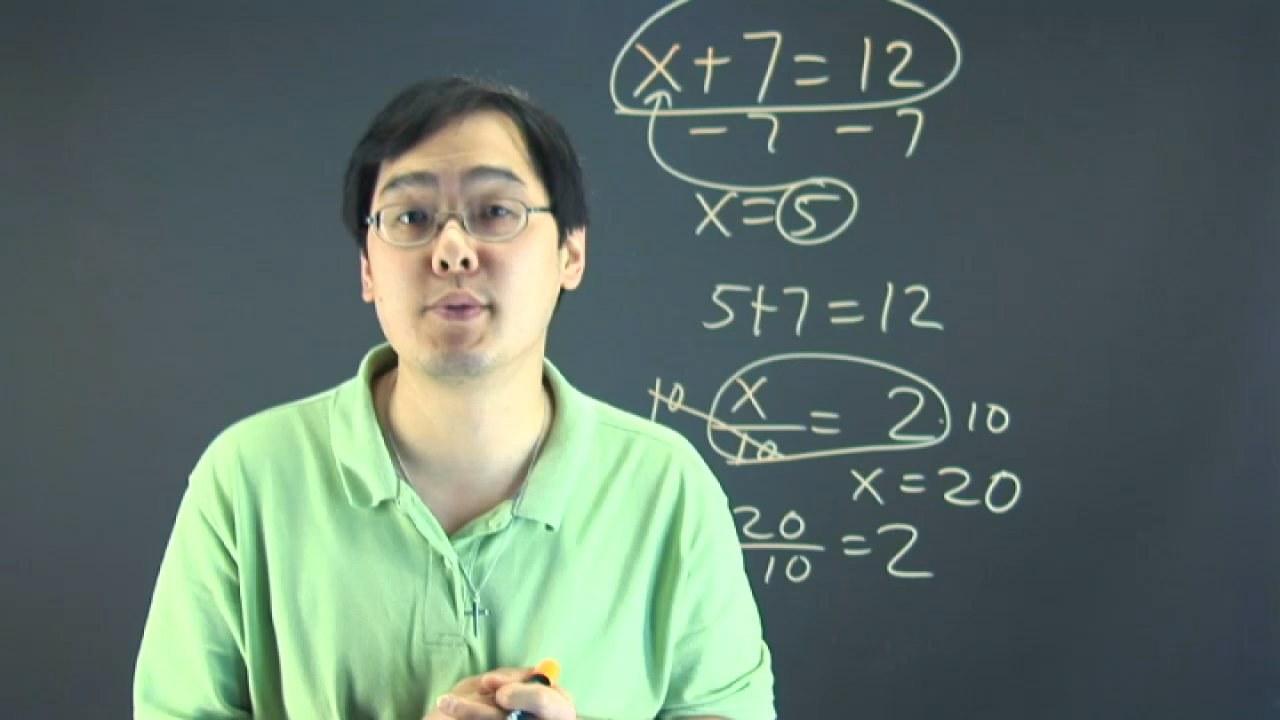 x + 7 = 12
- 7 - 7
x = 5
5 + 7 = 12
10 x/10 = 2 · 10
x = 20
20/10 = 2